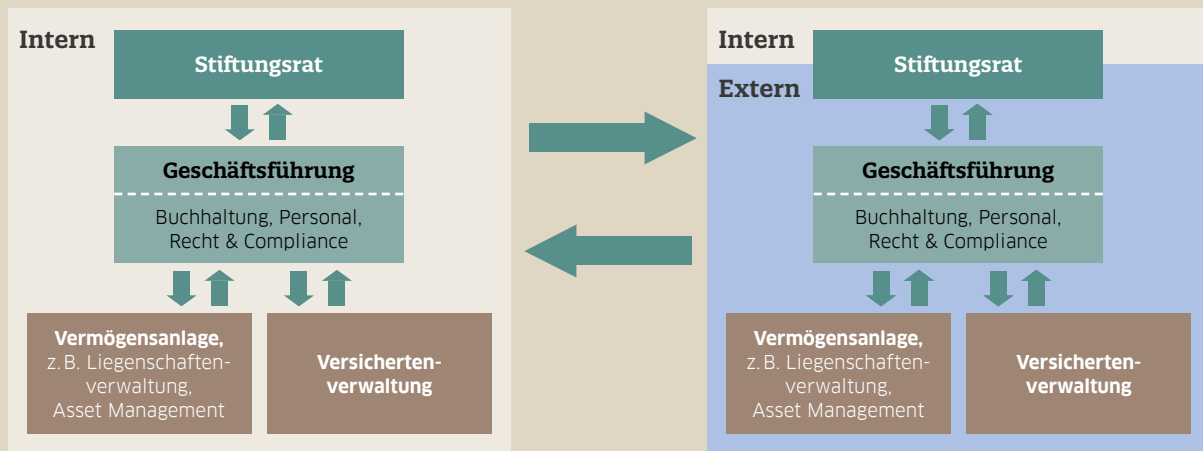 Intern
Stiftungsrat
Geschäftsführung
Buchhaltung, Personal,
Recht & Compliance
Vermögensanlage,
z. B. Liegenschaften-
verwaltung,
Asset Management
Versicherten-
verwaltung
Intern
Extern
Stiftungsrat
Geschäftsführung
Buchhaltung, Personal,
Recht & Compliance
Vermögensanlage,
z. B. Liegenschaften-
verwaltung,
Asset Management
Versicherten-
verwaltung